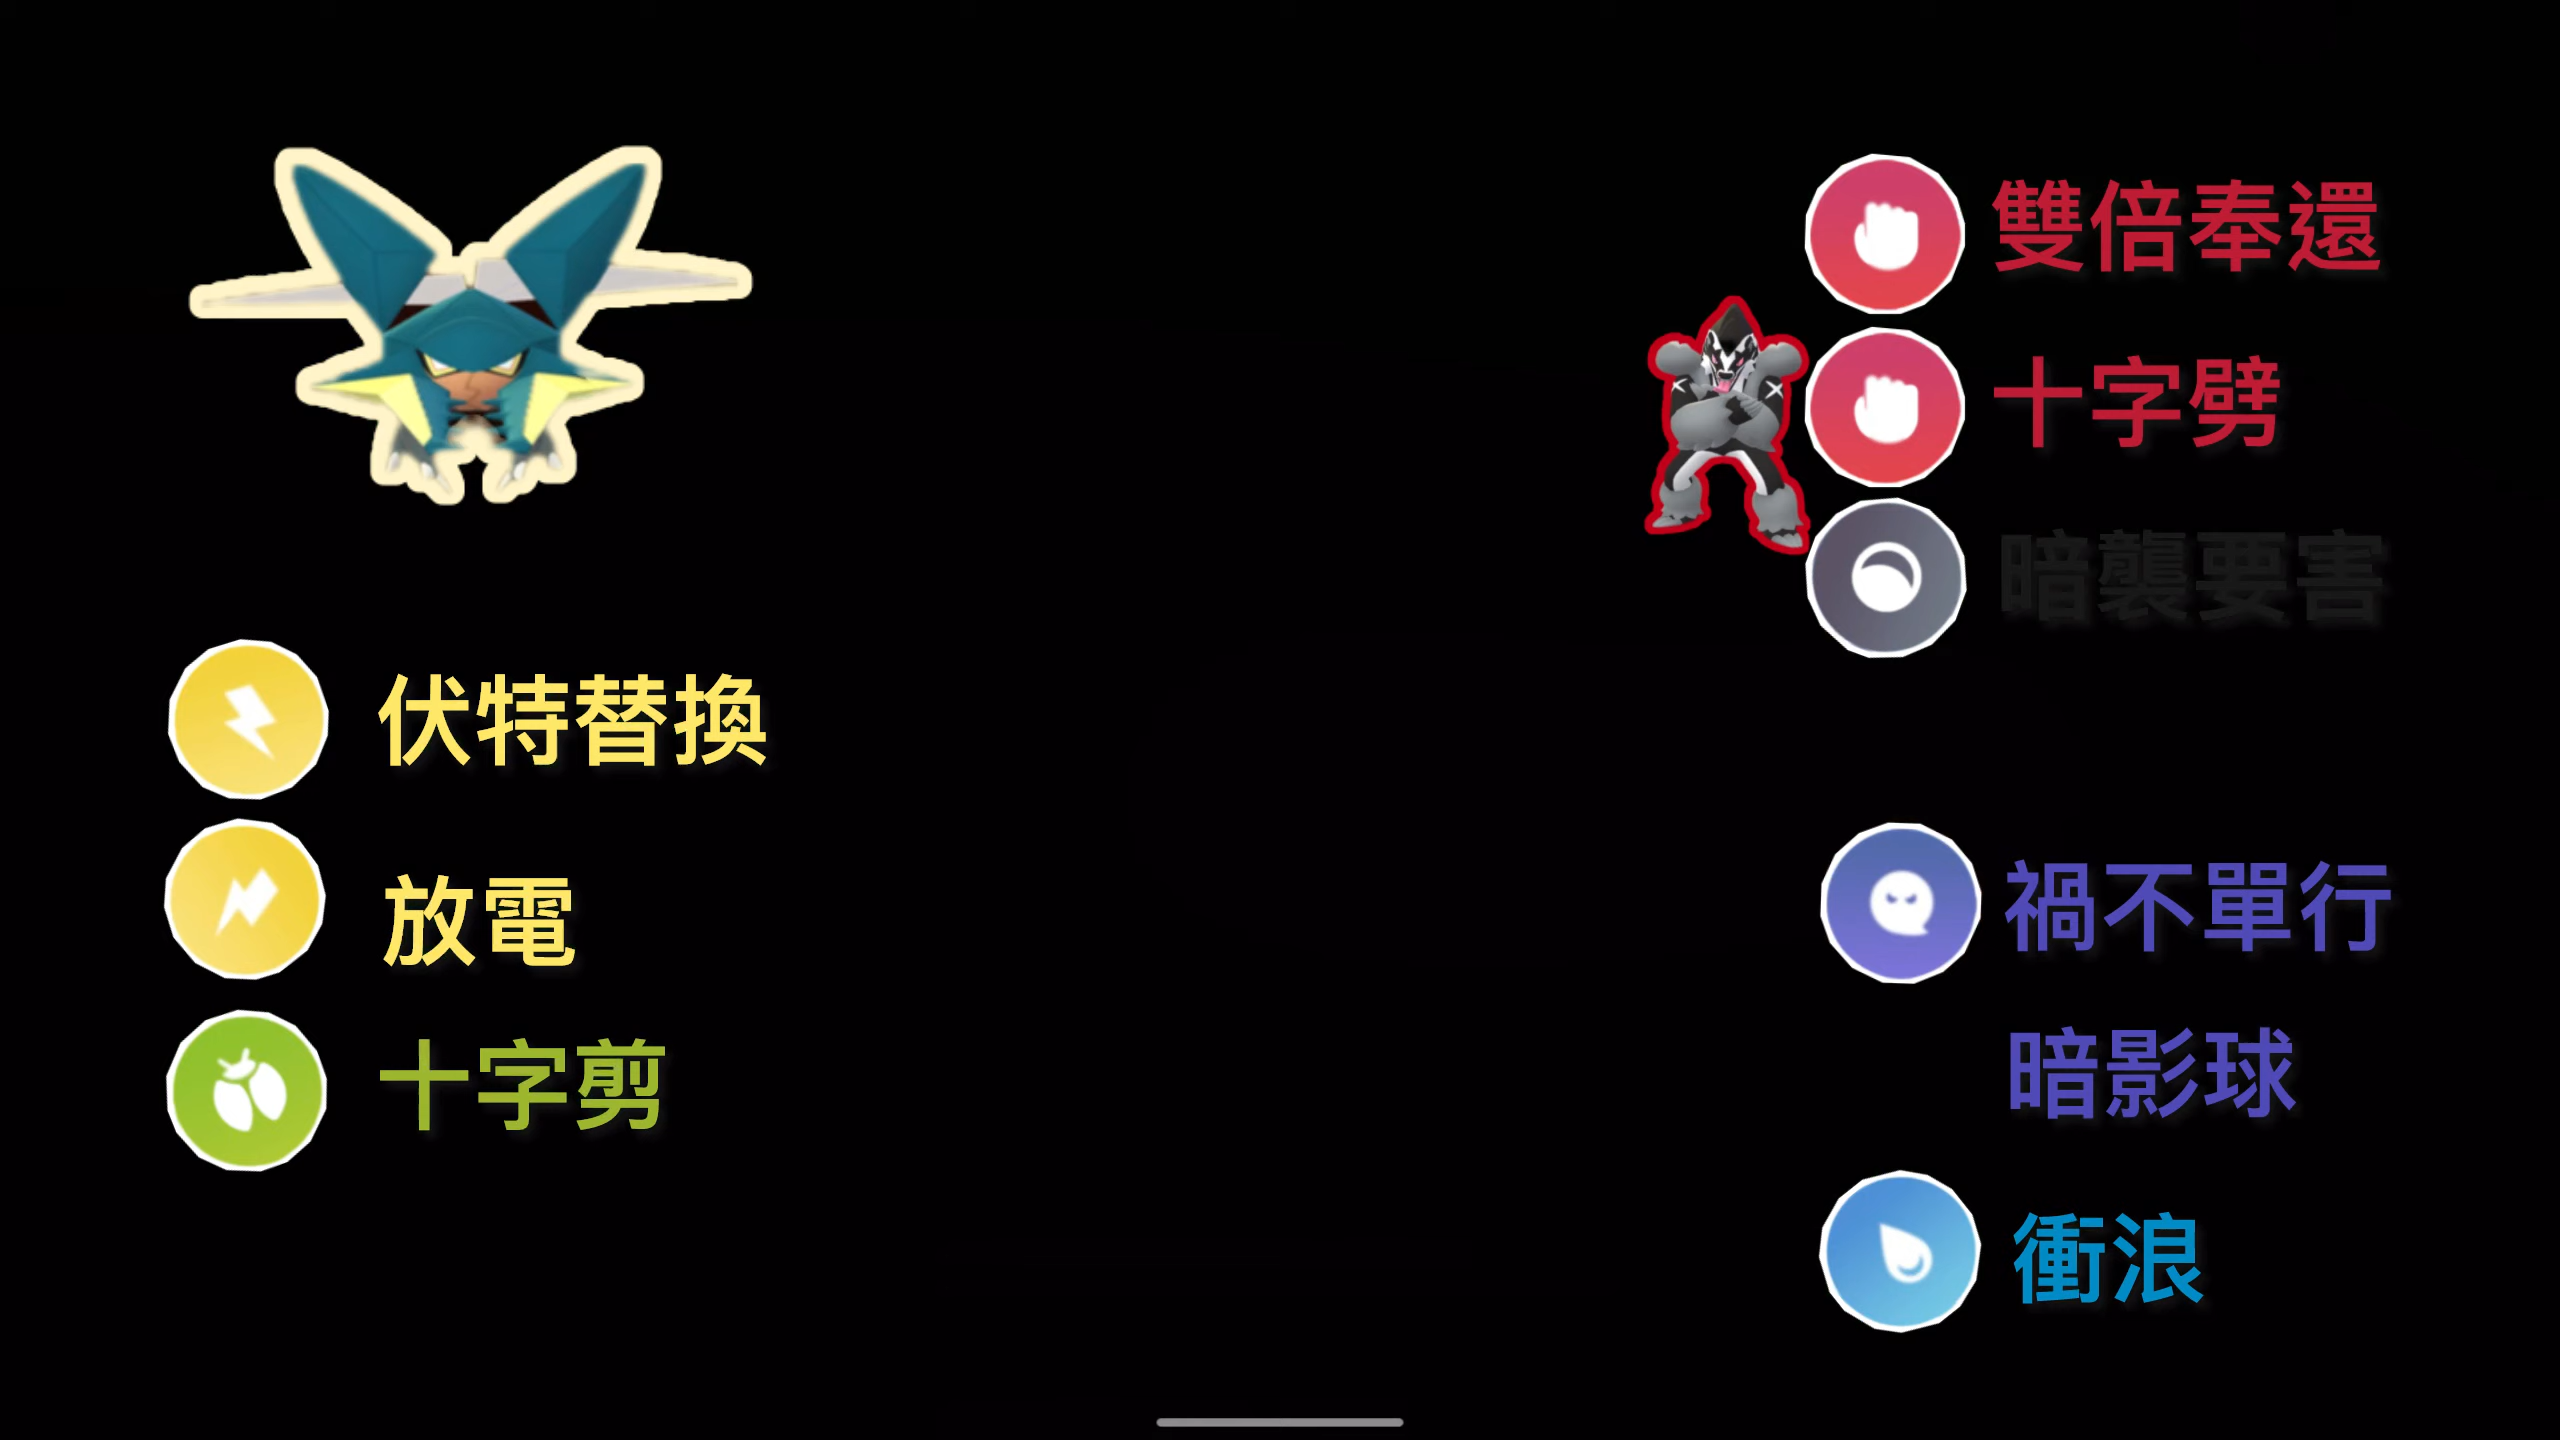 伏特替換
放電
十字剪
雙倍奉還
十字劈
暗襲要害
禍不單行
暗影球
衝浪